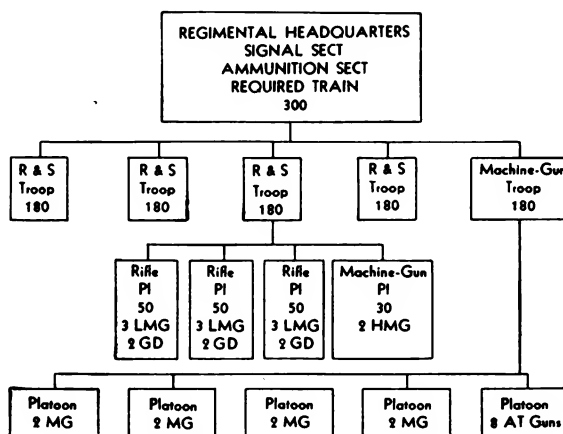 REGIMENTAL HEADQUARTERS
SIGNAL SECT
AMMUNITION SECT
REQUIRED TRAIN
300
R & S
Troop
180
R & S
Troop
180
R & S
Troop
180
R & S
Troop
180
Machine-Gun
Troop
180
Rifle
Pl
50
3 LMG
2 GD
Rifle
Pl
50
3 LMG
2 GD
Rifle
Pl
50
3 LMG
2 GD
Machine-Gun
Pl
30
2 HMG
Platoon
2 MG
Platoon
2 MG
Platoon
2 MG
Platoon
2 MG
Platoon
8 AT Guns